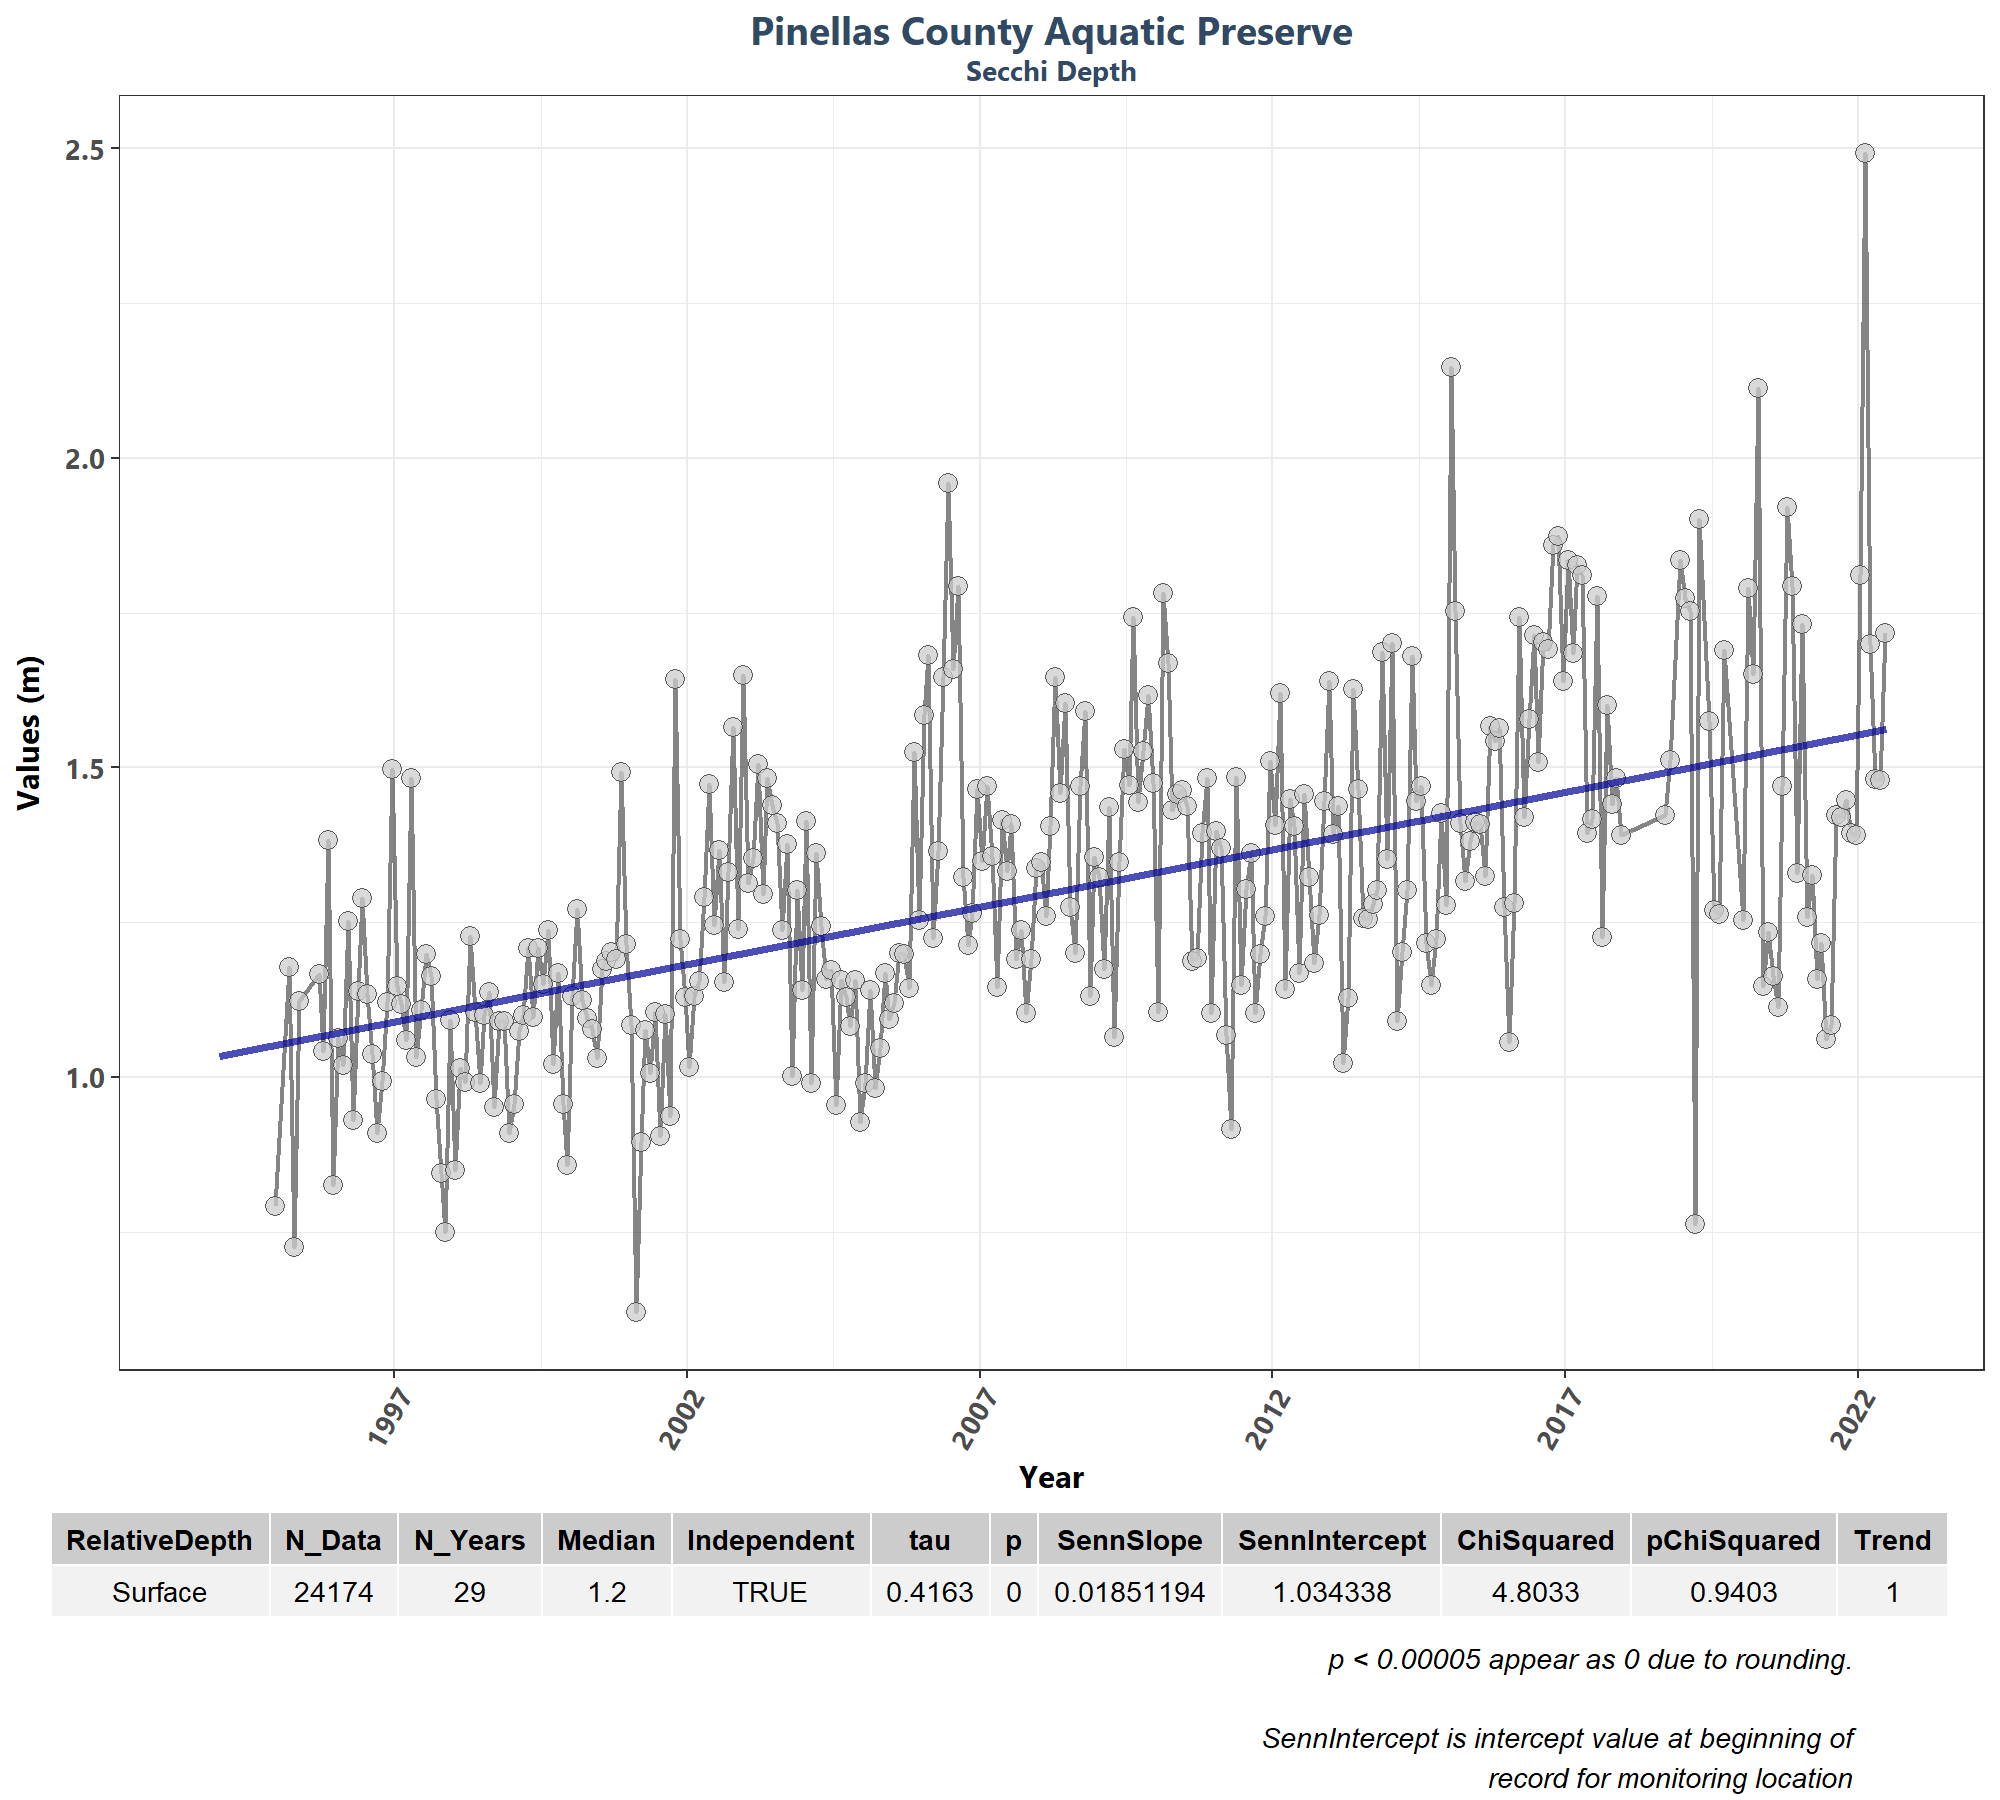 Pinellas County Aquatic Preserve
Secchi Depth
Values (m)
2.5
2.0
1.5
1.0
1997 2002 2007 2012 2017 2022
Year
RelativeDepth N_Data N_Years Median Independent tau p SennSlope SennIntercept ChiSquared pChiSquared Trend
Surface 24174 29 1.2 TRUE 0.4163 0 0.01851194 1.034338 4.8033 0.9403 1
p < 0.00005 appear as 0 due to rounding.
SennIntercept is intercept value at beginning of
record for monitoring location